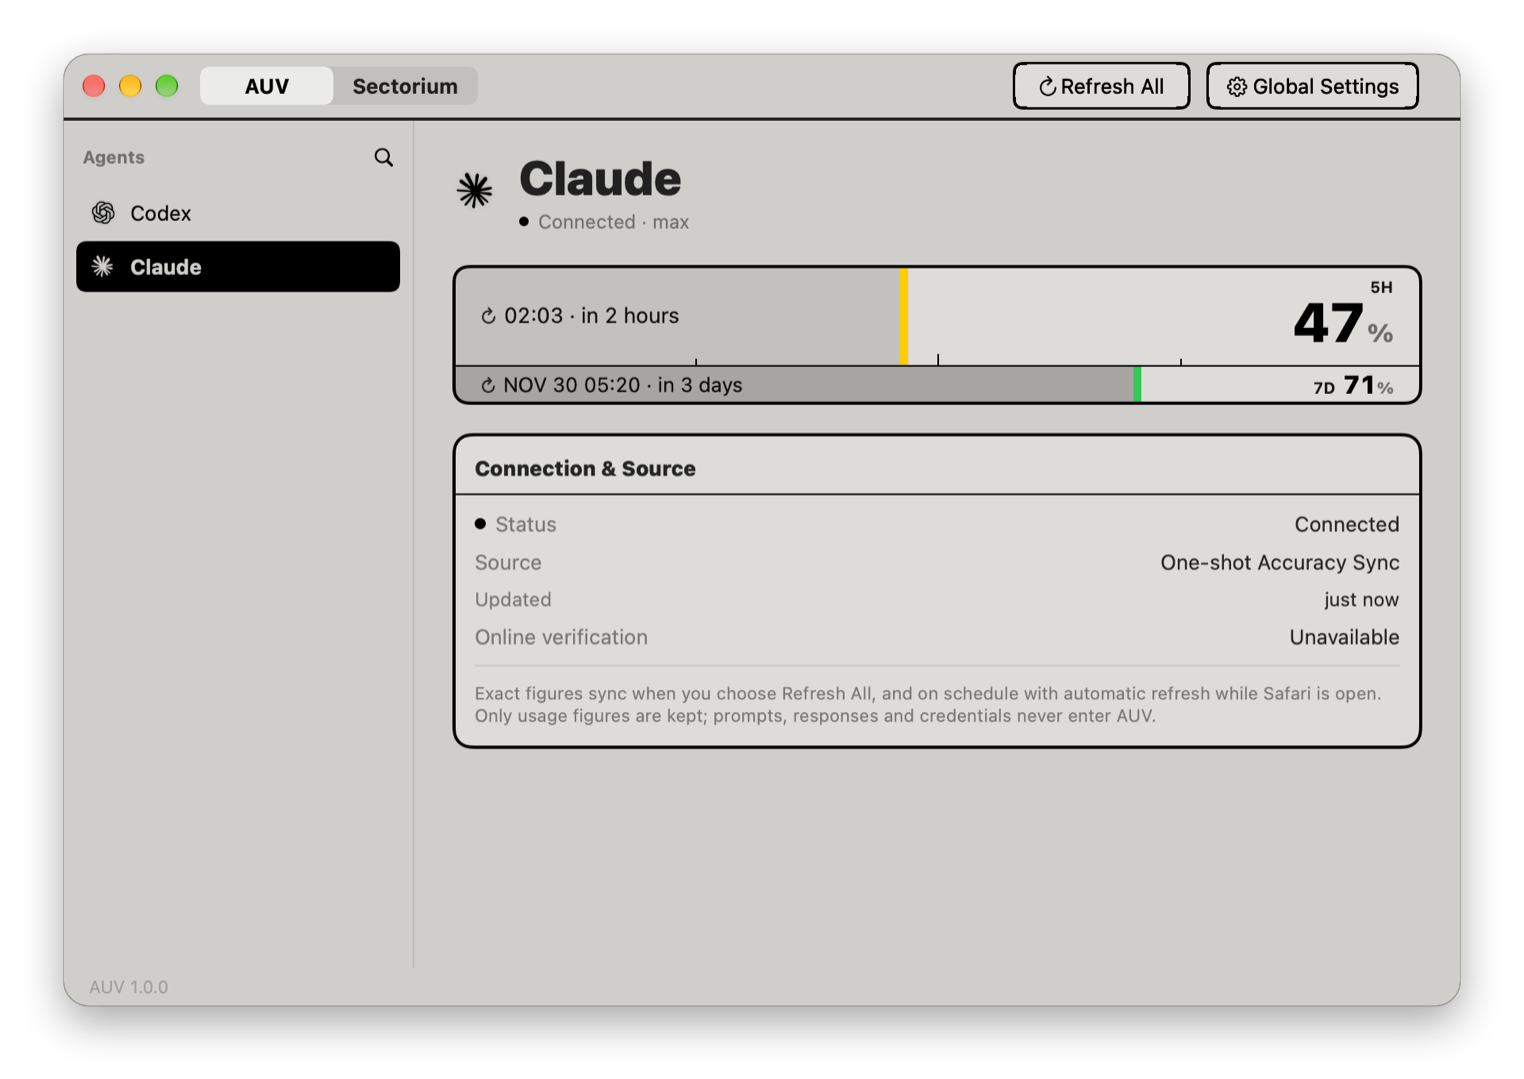 AUV
Sectorium
Refresh All
Global Settings
Agents
Codex
Claude
Claude
Connected · max
02:03 · in 2 hours
5H
47%
NOV 30 05:20 · in 3 days
7D 71%
Connection & Source
Status
Connected
Source
One-shot Accuracy Sync
Updated
just now
Online verification
Unavailable
Exact figures sync when you choose Refresh All, and on schedule with automatic refresh while Safari is open.
Only usage figures are kept; prompts, responses and credentials never enter AUV.
AUV 1.0.0